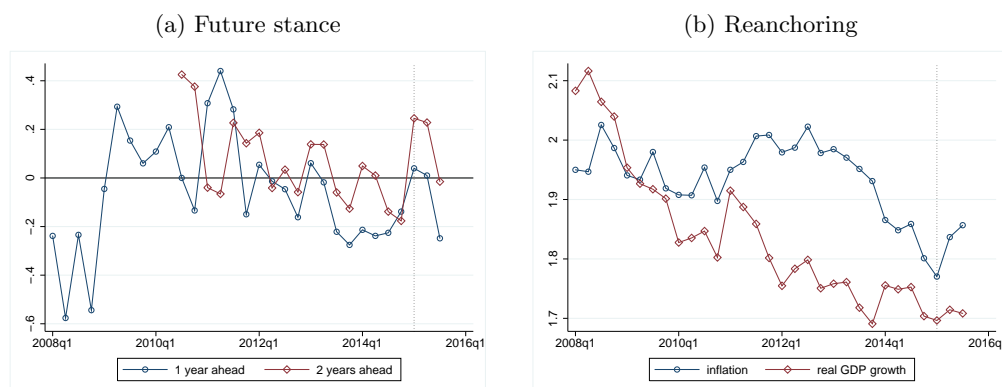 (a) Future stance
(b) Reanchoring
.4
.2
0
-.2
-.4
-.6
2008q1 2010q1 2012q1 2014q1 2016q1
1 year ahead 2 years ahead
2.1
2
1.9
1.8
1.7
2008q1 2010q1 2012q1 2014q1 2016q
inflation real GDP growth